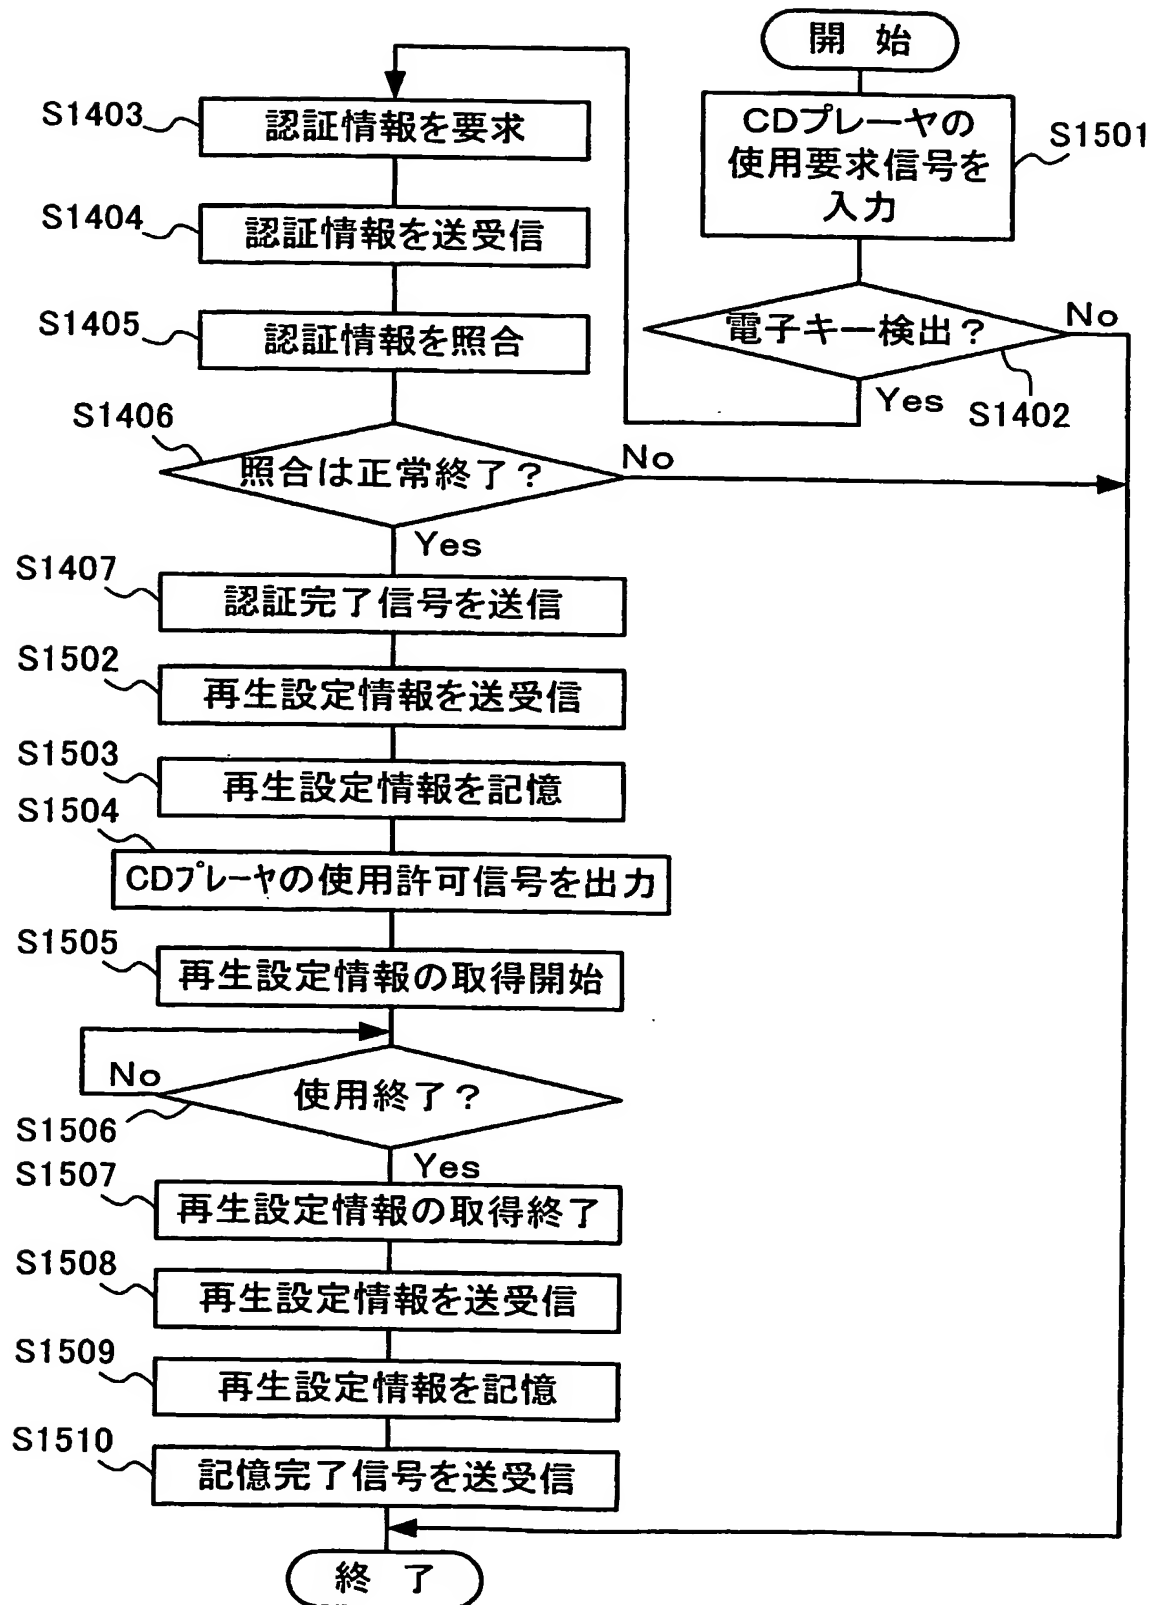 開 始
S1501
CDプレーヤの
使用要求信号を
入力
電子キー検出?
No
Yes
S1402
S1403
認証情報を要求
S1404
認証情報を送受信
S1405
認証情報を照合
S1406
照合は正常終了?
No
Yes
S1407
認証完了信号を送信
S1502
再生設定情報を送受信
S1503
再生設定情報を記憶
S1504
CDプレーヤの使用許可信号を出力
S1505
再生設定情報の取得開始
No
使用終了?
S1506
Yes
S1507
再生設定情報の取得終了
S1508
再生設定情報を送受信
S1509
再生設定情報を記憶
S1510
記憶完了信号を送受信
終 了